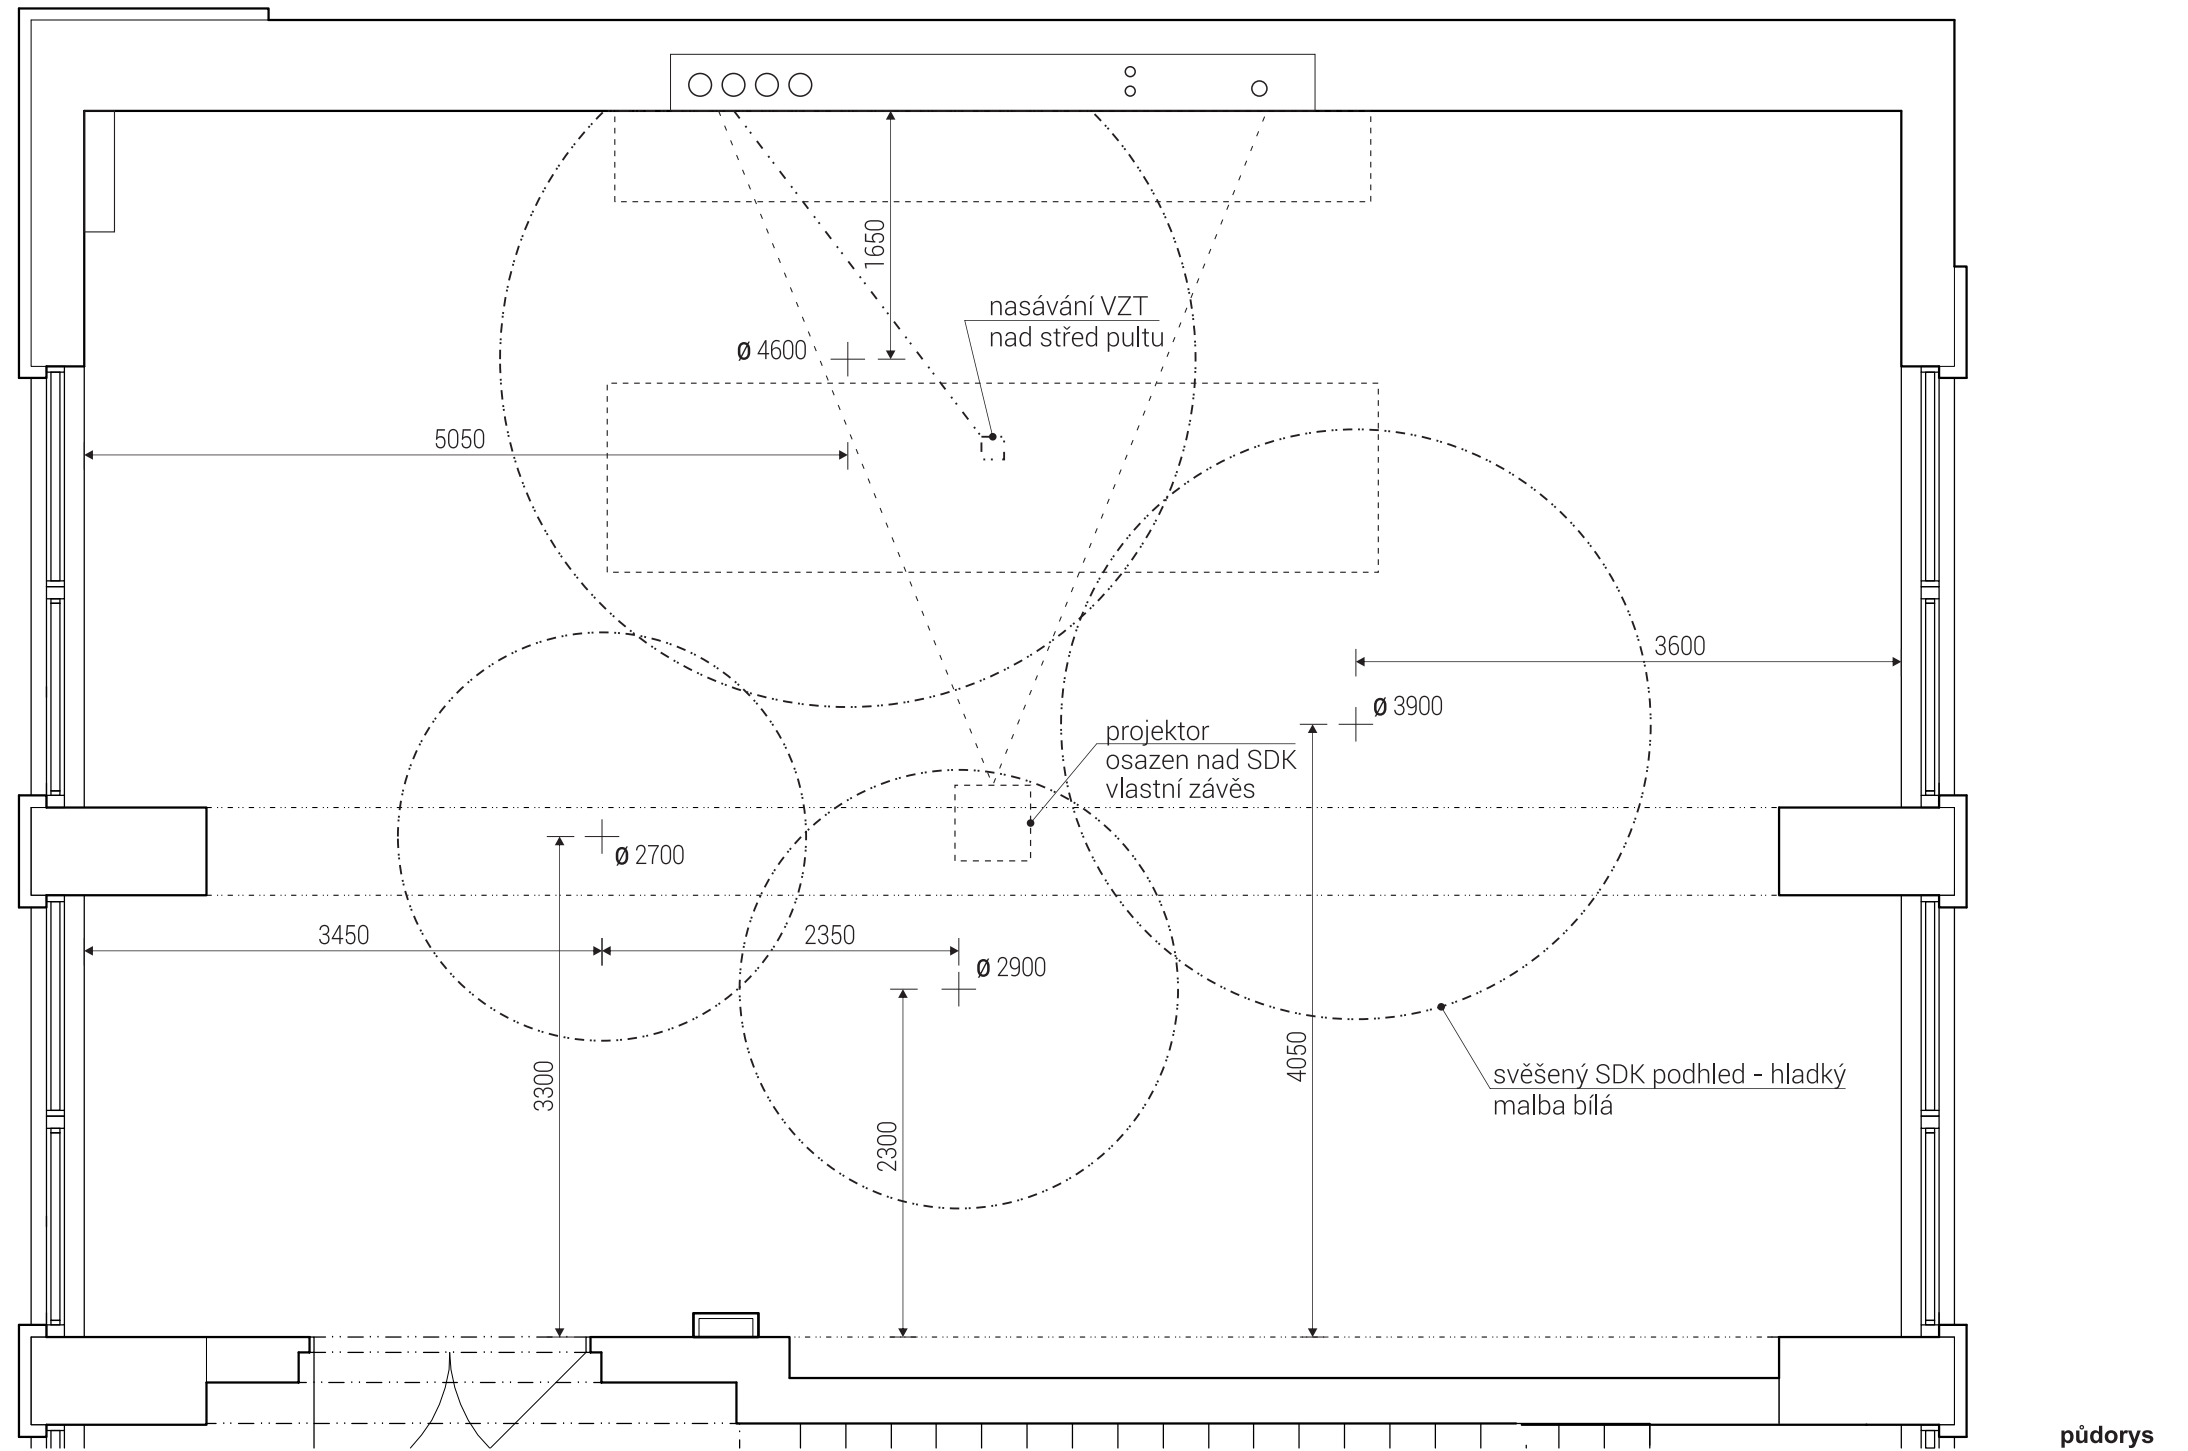 1650
nasávání VZT
nad střed pultu
Ø 4600
5050
3600
Ø 3900
projektor
osazen nad SDK
vlastní závěs
Ø 2700
3450
2350
Ø 2900
3300
2300
4050
svěšený SDK podhled - hladký
malba bílá
půdorys